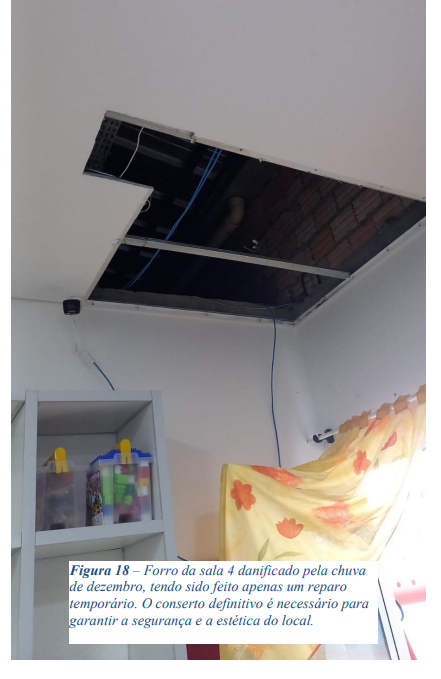 Figura 18 – Forro da sala 4 danificado pela chuva
de dezembro, tendo sido feito apenas um reparo
temporário. O conserto definitivo é necessário para
garantir a segurança e a estética do local.